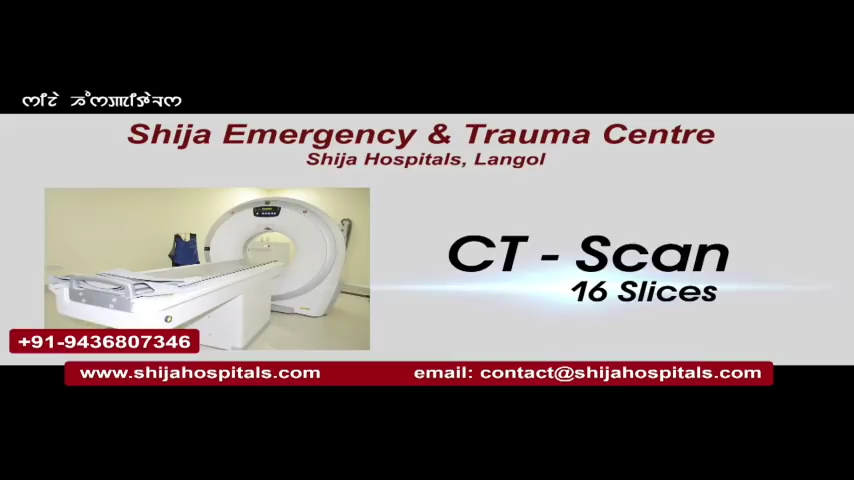 Shija Emergency & Trauma Centre
Shija Hospitals, Langol
CT - Scan
16 Slices
+91-9436807346
www.shijahospitals.com email: contact@shijahospitals.com